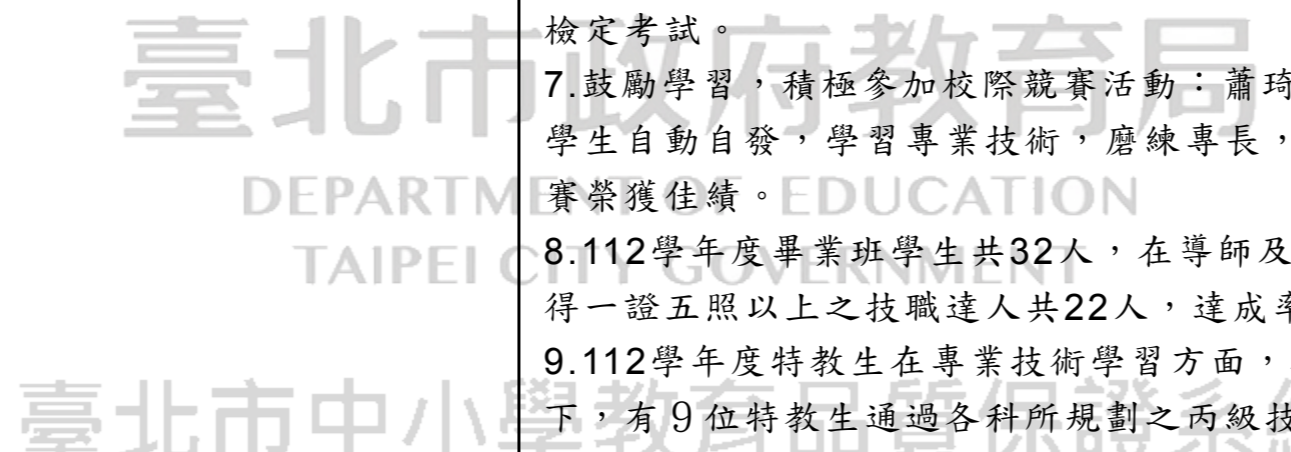 檢定考試。
7.鼓勵學習，積極參加校際競賽活動：蕭琦
學生自動自發，學習專業技術，磨練專長，
賽榮獲佳績。
8.112學年度畢業班學生共32人，在導師及
得一證五照以上之技職達人共22人，達成率
9.112學年度特教生在專業技術學習方面，
下，有9位特教生通過各科所規劃之丙級技
臺北市政府教育局
DEPARTMENT OF EDUCATION
TAIPEI CITY GOVERNMENT
臺北市中小學教育品質保證系統